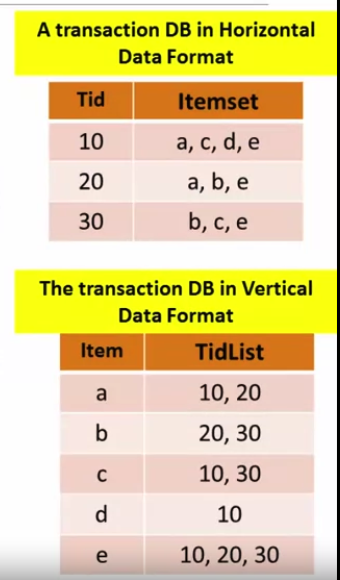 A transaction DB in Horizontal
Data Format
Tid Itemset
10 a, c, d, e
20 a, b, e
30 b, c, e
The transaction DB in Vertical
Data Format
Item TidList
a 10, 20
b 20, 30
c 10, 30
d 10
e 10, 20, 30